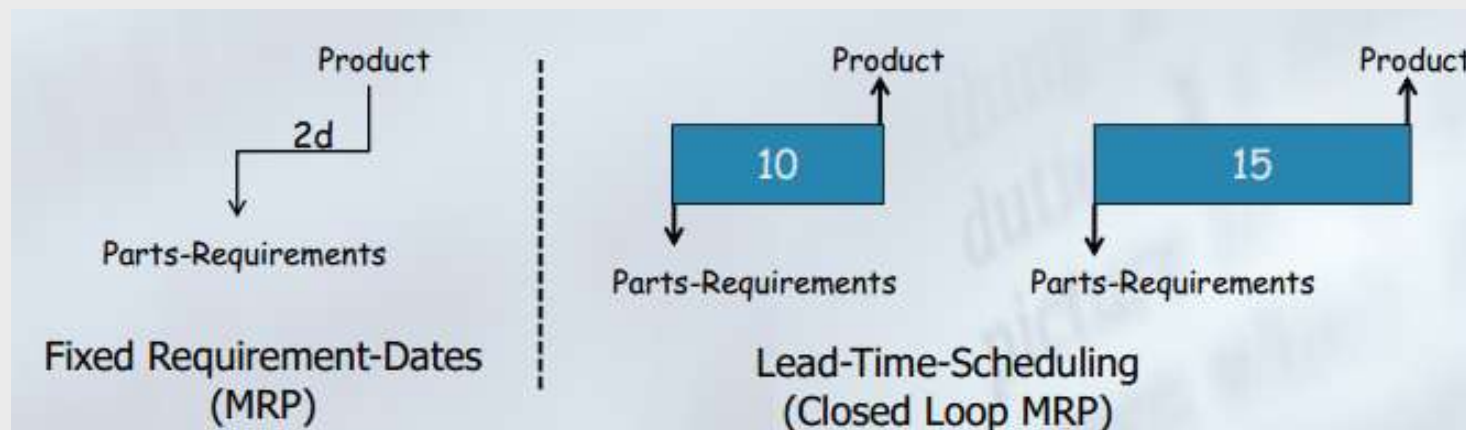 Product
2d
Parts-Requirements
Fixed Requirement-Dates
(MRP)
Product
10
Parts-Requirements
Product
15
Parts-Requirements
Lead-Time-Scheduling
(Closed Loop MRP)